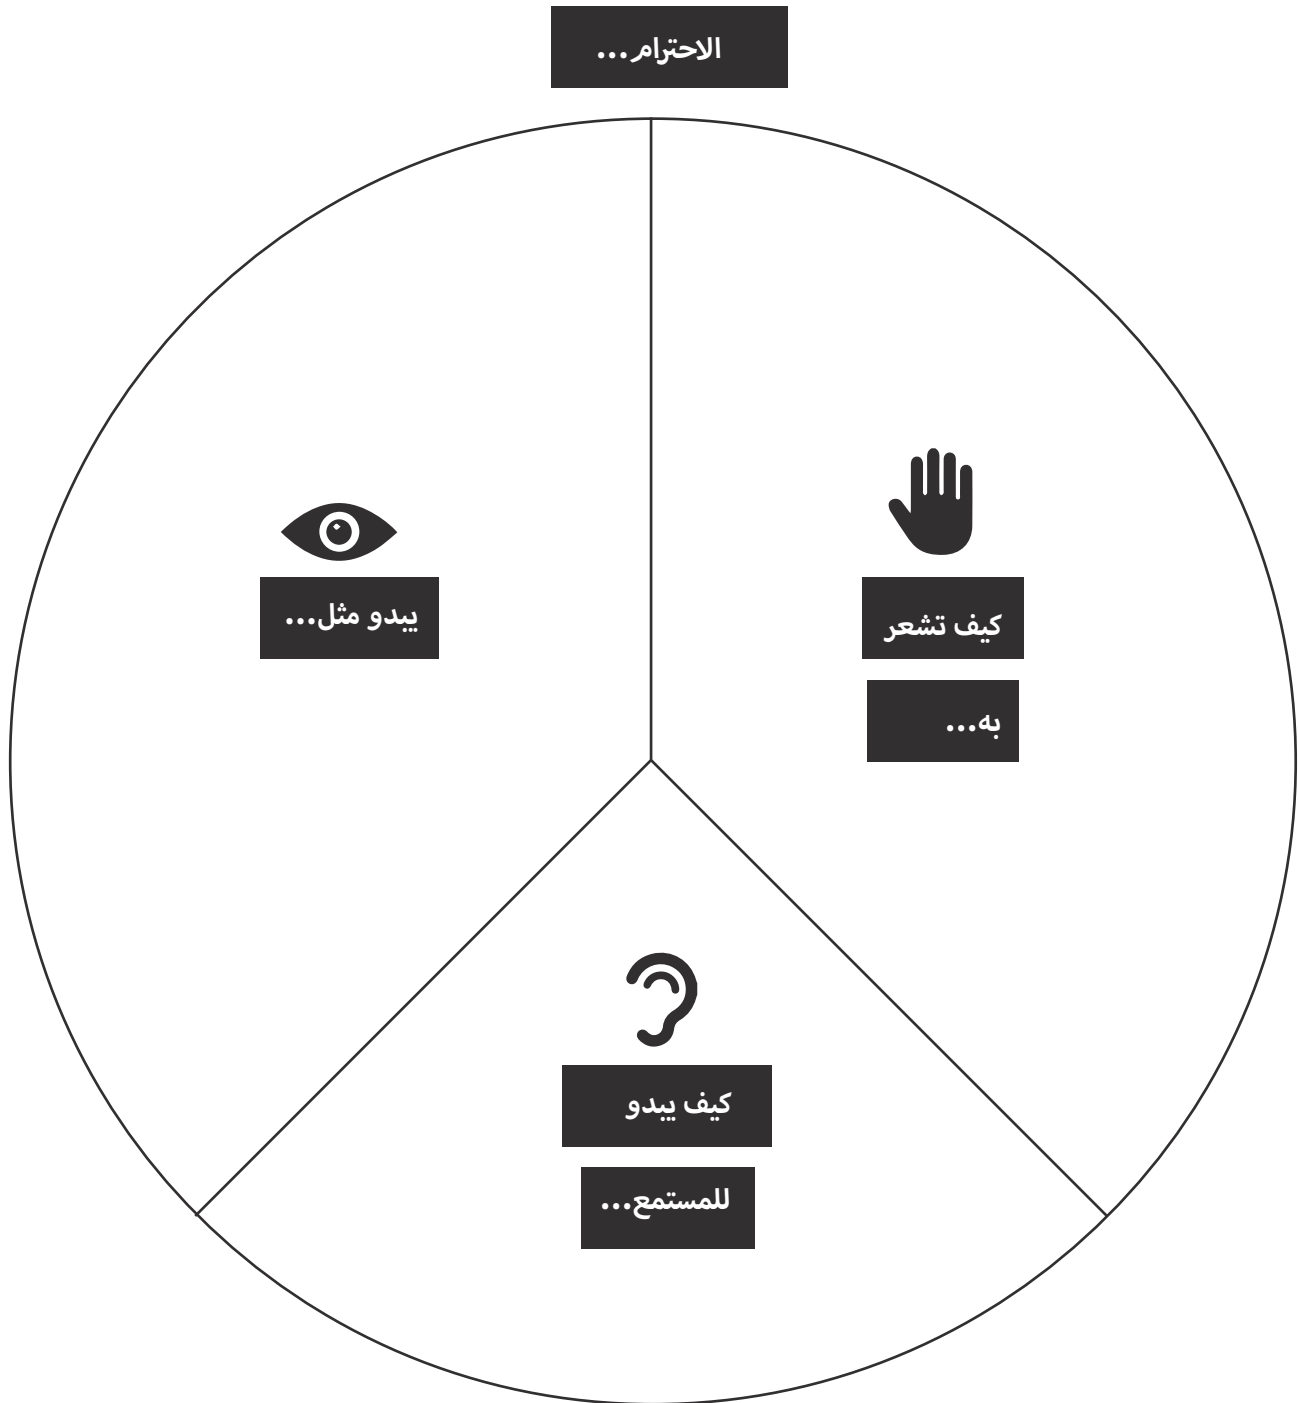 الاحترام...
كيف تشعر
به...
يبدو مثل...
كيف يبدو
للمستمع...